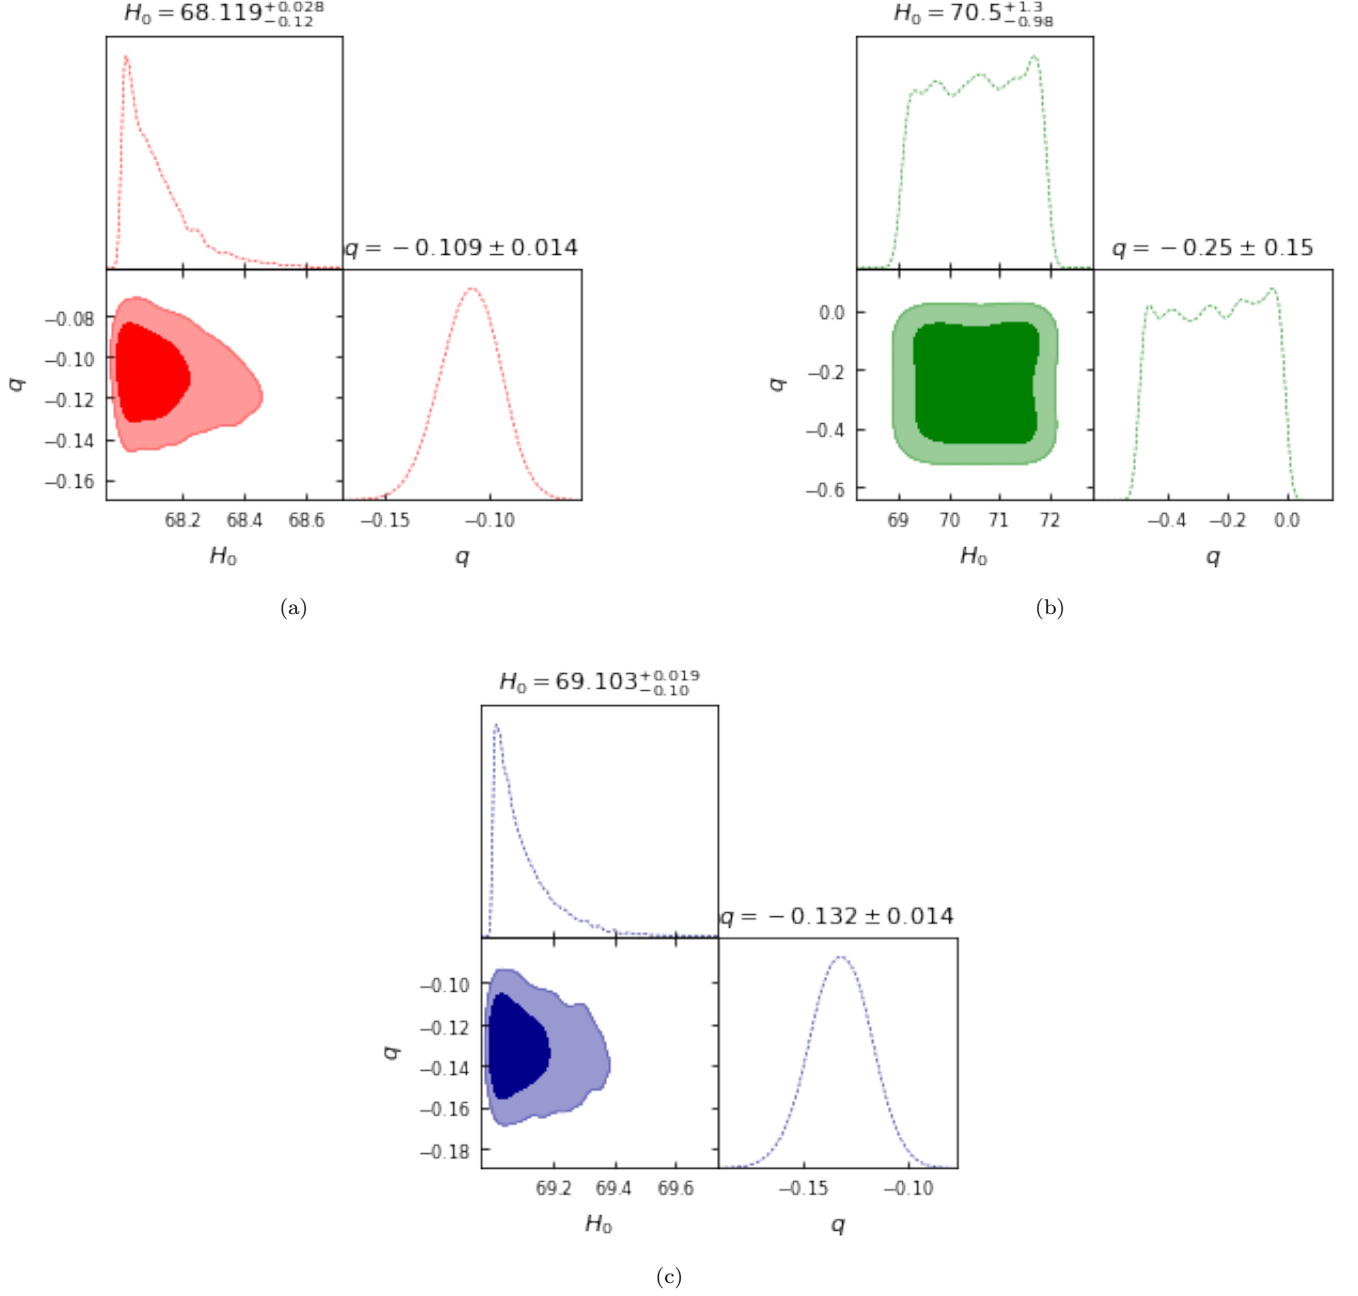 H₀ = 68.119⁺⁰·⁰²⁸₋₀.₁₂
q = −0.109 ± 0.014
−0.08
−0.10
−0.12
−0.14
−0.16
q
68.2 68.4 68.6
H₀
−0.15 −0.10
q
(a)
H₀ = 70.5⁺¹·³₋₀.₉₈
q = −0.25 ± 0.15
0.0
−0.2
−0.4
−0.6
q
69 70 71 72
H₀
−0.4 −0.2 0.0
q
(b)
H₀ = 69.103⁺⁰·⁰¹⁹₋₀.₁₀
q = −0.132 ± 0.014
−0.10
−0.12
−0.14
−0.16
−0.18
q
69.2 69.4 69.6
H₀
−0.15 −0.10
q
(c)